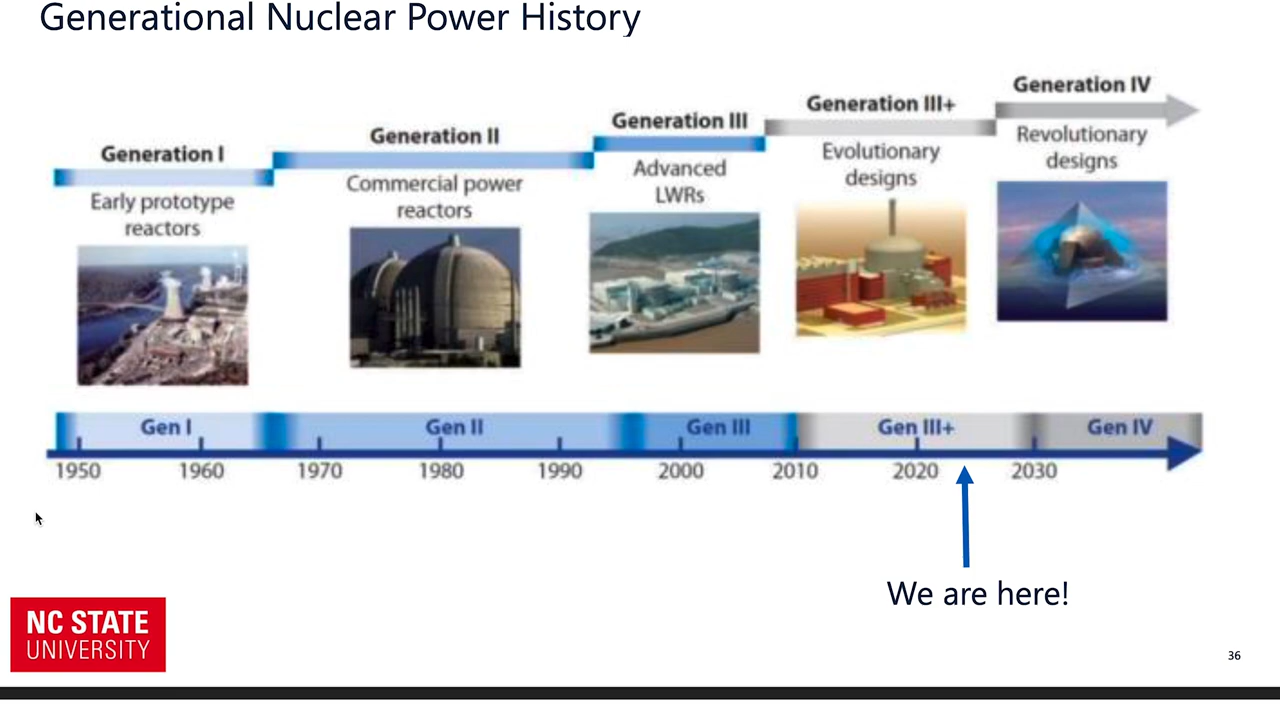 Generational Nuclear Power History
Generation I
Early prototype
reactors
Generation II
Commercial power
reactors
Generation III
Advanced
LWRs
Generation III+
Evolutionary
designs
Generation IV
Revolutionary
designs
Gen I
Gen II
Gen III
Gen III+
Gen IV
1950
1960
1970
1980
1990
2000
2010
2020
2030
We are here!
NC STATE
UNIVERSITY
36